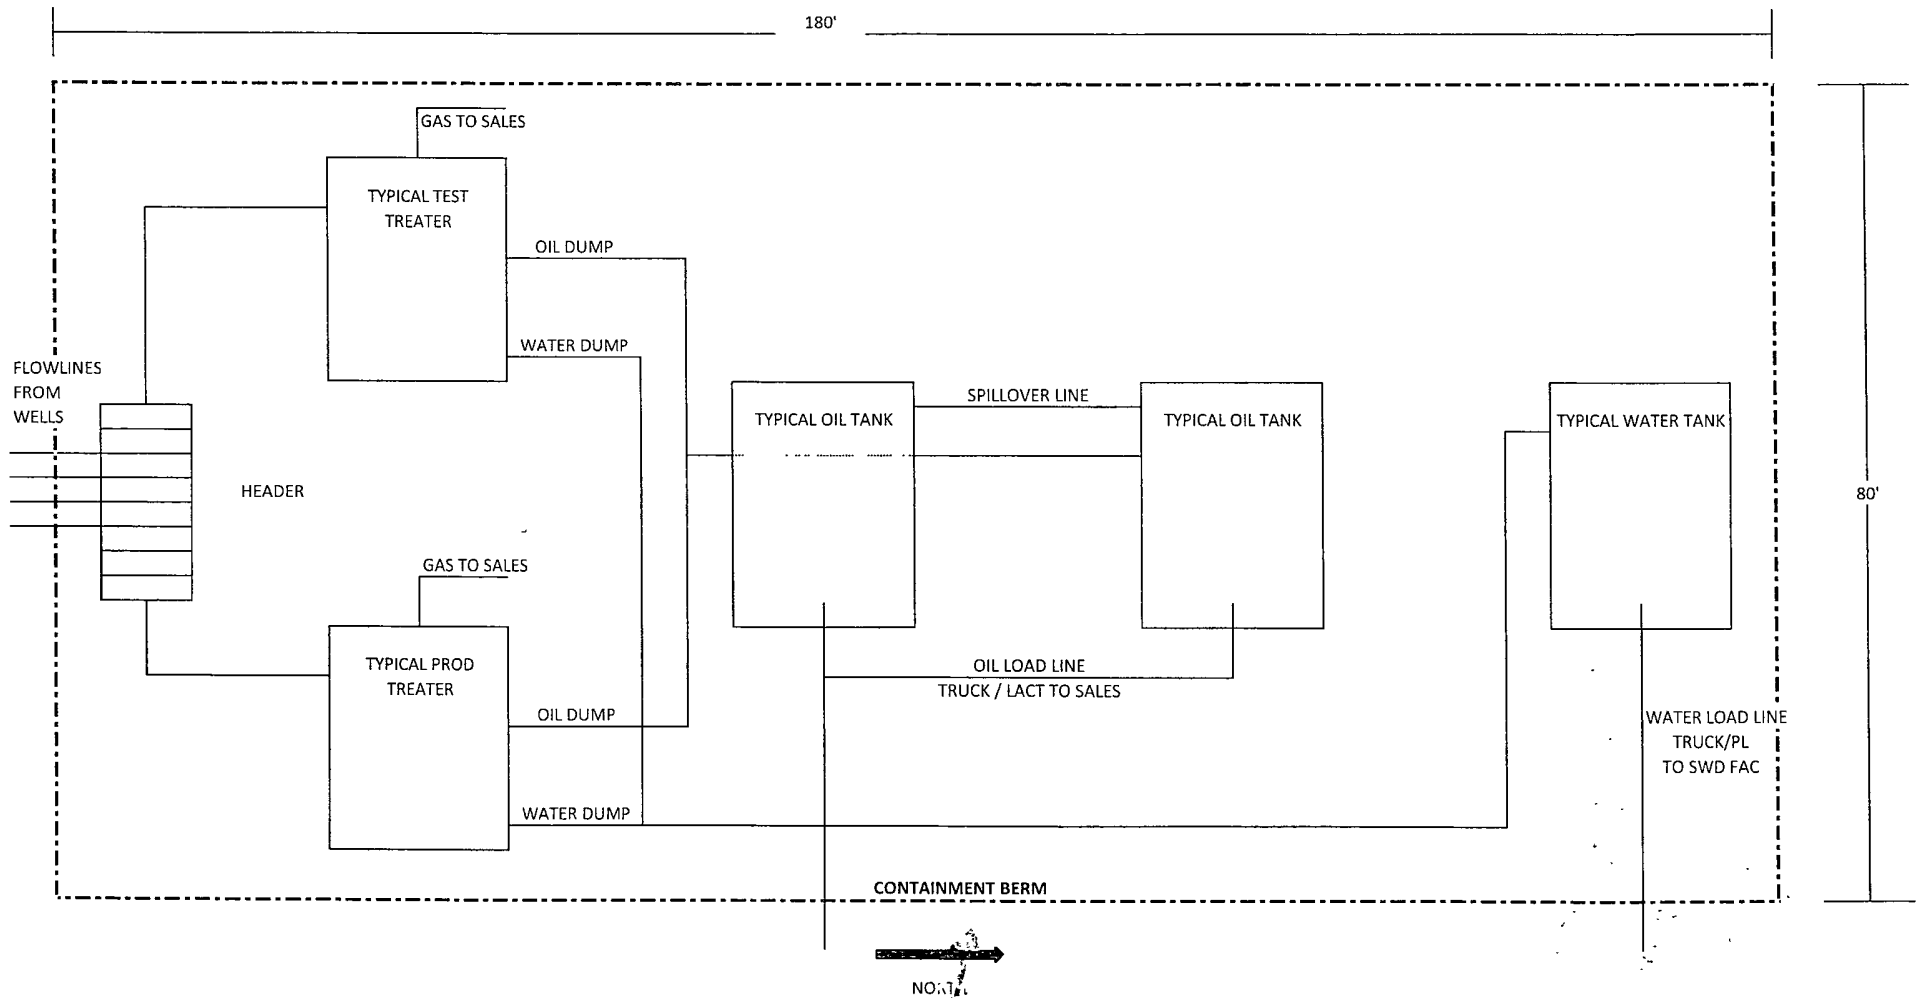 180'
GAS TO SALES
TYPICAL TEST
TREATER
OIL DUMP
WATER DUMP
FLOWLINES
FROM
WELLS
SPILLOVER LINE
TYPICAL OIL TANK
TYPICAL OIL TANK
TYPICAL WATER TANK
HEADER
80'
GAS TO SALES
TYPICAL PROD
TREATER
OIL LOAD LINE
TRUCK / LACT TO SALES
OIL DUMP
WATER LOAD LINE
TRUCK/PL
TO SWD FAC
WATER DUMP
CONTAINMENT BERM
NORTH